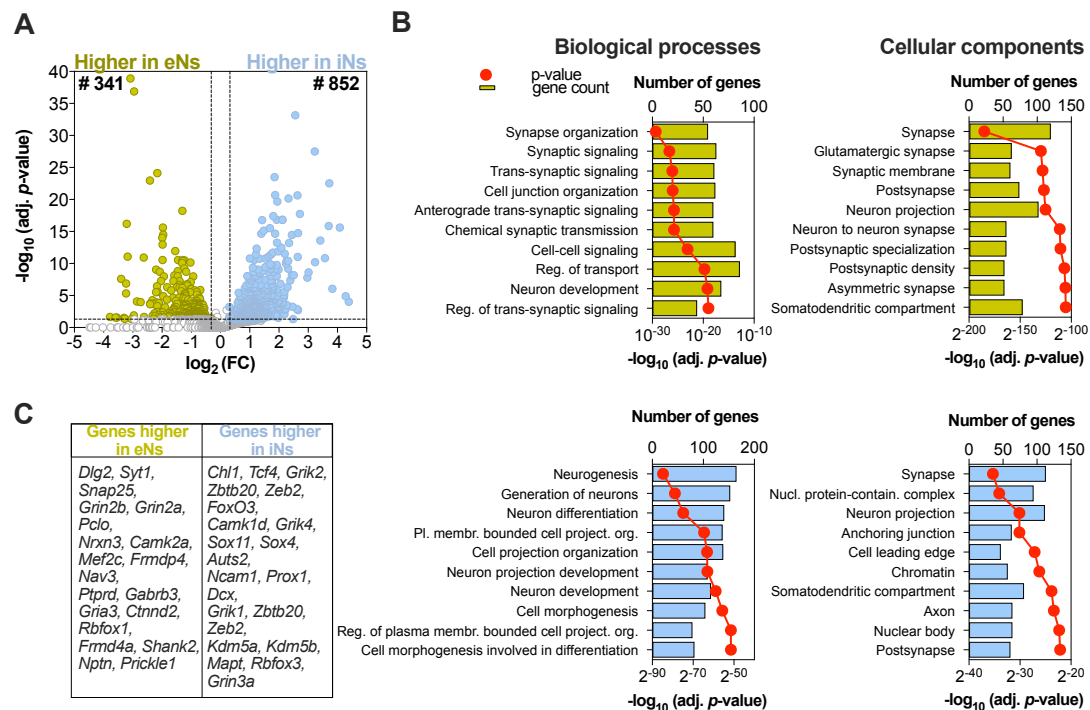 A
Higher in eNs
Higher in iNs
# 341
# 852
40
35
30
25
20
15
10
5
0
-log10 (adj. p-value)
-5
-4
-3
-2
-1
0
1
2
3
4
5
log2 (FC)
B
Biological processes
p-value
gene count
Number of genes
0
50
100
Synapse organization
Synaptic signaling
Trans-synaptic signaling
Cell junction organization
Anterograde trans-synaptic signaling
Chemical synaptic transmission
Cell-cell signaling
Reg. of transport
Neuron development
Reg. of trans-synaptic signaling
10-30
10-20
10-10
-log10 (adj. p-value)
Cellular components
Number of genes
0
50
100
150
Synapse
Glutamatergic synapse
Synaptic membrane
Postsynapse
Neuron projection
Neuron to neuron synapse
Postsynaptic specialization
Postsynaptic density
Asymmetric synapse
Somatodendritic compartment
2-200
2-150
2-100
-log10 (adj. p-value)
C
Genes higher
in eNs
Dlg2, Syt1,
Snap25,
Grin2b, Grin2a,
Pclo,
Nrxn3, Camk2a,
Mef2c, Frmdp4,
Nav3,
Ptprd, Gabrb3,
Gria3, Ctnnd2,
Rbfox1,
Frmd4a, Shank2,
Nptn, Prickle1
Genes higher
in iNs
Chl1, Tcf4, Grik2,
Zbtb20, Zeb2,
FoxO3,
Camk1d, Grik4,
Sox11, Sox4,
Auts2,
Ncam1, Prox1,
Dcx,
Grik1, Zbtb20,
Zeb2,
Kdm5a, Kdm5b,
Mapt, Rbfox3,
Grin3a
Number of genes
0
50
100
150
200
Neurogenesis
Generation of neurons
Neuron differentiation
Pl. membr. bounded cell project. org.
Cell projection organization
Neuron projection development
Neuron development
Cell morphogenesis
Reg. of plasma membr. bounded cell project. org.
Cell morphogenesis involved in differentiation
2-90
2-70
2-50
-log10 (adj. p-value)
Number of genes
0
50
100
150
Synapse
Nucl. protein-contain. complex
Neuron projection
Anchoring junction
Cell leading edge
Chromatin
Somatodendritic compartment
Axon
Nuclear body
Postsynapse
2-40
2-30
2-20
-log10 (adj. p-value)